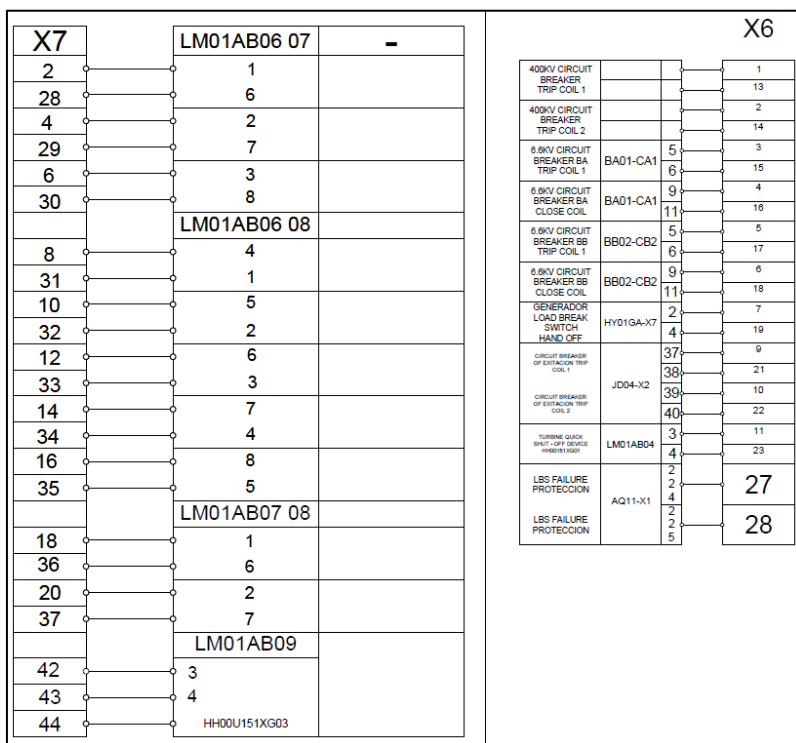 X7 LM01AB06 07 -
2 1
28 6
4 2
29 7
6 3
30 8
LM01AB06 08
8 4
31 1
10 5
32 2
12 6
33 3
14 7
34 4
16 8
35 5
LM01AB07 08
18 1
36 6
20 2
37 7
LM01AB09
42 3
43 4
44 HH00U151XG03
X6
400KV CIRCUIT
BREAKER
TRIP COIL 1
1
13
400KV CIRCUIT
BREAKER
TRIP COIL 2
2
14
6.6KV CIRCUIT
BREAKER BA
TRIP COIL 1
BA01-CA1
5 3
6 15
6.6KV CIRCUIT
BREAKER BA
CLOSE COIL
BA01-CA1
9 4
11 16
6.6KV CIRCUIT
BREAKER BB
TRIP COIL 1
BB02-CB2
5 5
6 17
6.6KV CIRCUIT
BREAKER BB
CLOSE COIL
BB02-CB2
9 6
11 18
GENERADOR
LOAD BREAK
SWITCH
HAND OFF
HY01GA-X7
2 7
4 19
CIRCUIT BREAKER
OF EXITACION TRIP
COIL 1
CIRCUIT BREAKER
OF EXITACION TRIP
COIL 2
JD04-X2
37 9
38 21
39 10
40 22
TURBINE QUICK
SHUT - OFF DEVICE
HH00151XG01
LM01AB04
3 11
4 23
LBS FAILURE
PROTECCION
LBS FAILURE
PROTECCION
AQ11-X1
2
2
4
27
2
2
5
28